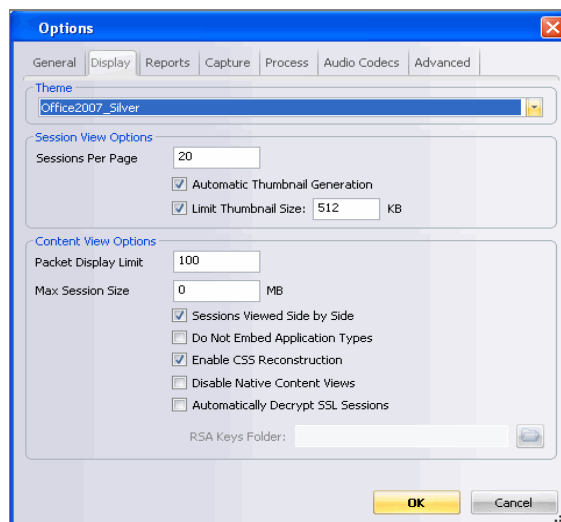 Options
General Display Reports Capture Process Audio Codecs Advanced
Theme
Office2007_Silver
Session View Options
Sessions Per Page 20
Automatic Thumbnail Generation
Limit Thumbnail Size: 512 KB
Content View Options
Packet Display Limit 100
Max Session Size 0 MB
Sessions Viewed Side by Side
Do Not Embed Application Types
Enable CSS Reconstruction
Disable Native Content Views
Automatically Decrypt SSL Sessions
RSA Keys Folder:
OK Cancel